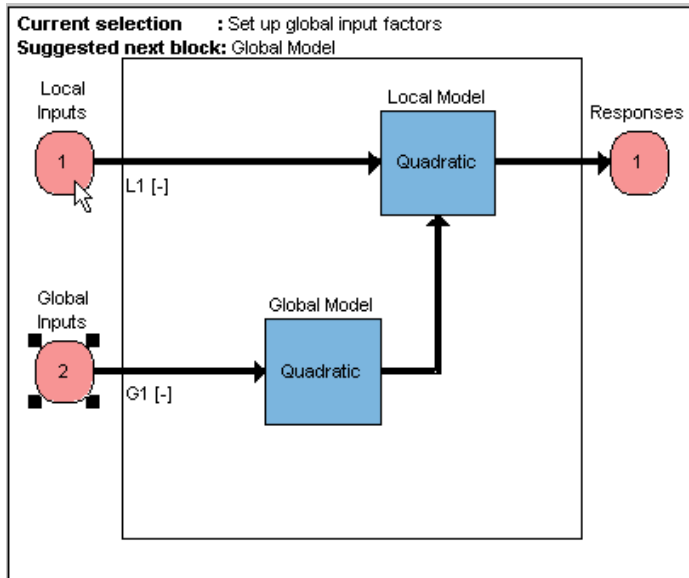 Current selection : Set up global input factors
Suggested next block: Global Model
Local
Inputs
Local Model
Responses
1
Quadratic
1
L1 [-]
Global
Inputs
Global Model
2
Quadratic
G1 [-]